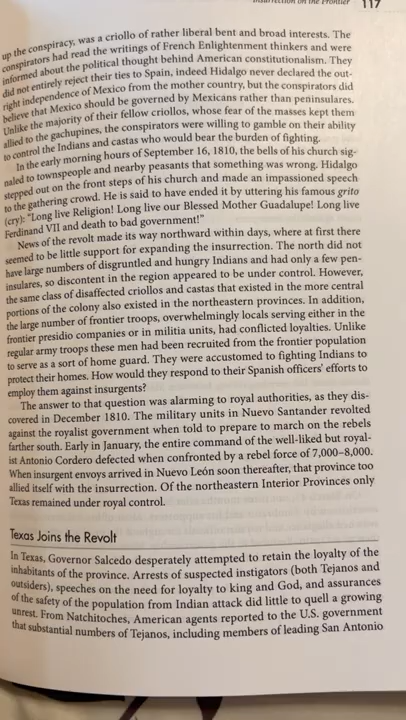 Insurrection on the Frontier 117
up the conspiracy, was a criollo of rather liberal bent and broad interests. The
conspirators had read the writings of French Enlightenment thinkers and were
informed about the political thought behind American constitutionalism. They
did not entirely reject their ties to Spain, indeed Hidalgo never declared the out-
right independence of Mexico from the mother country, but the conspirators did
believe that Mexico should be governed by Mexicans rather than peninsulares.
Unlike the majority of their fellow criollos, whose fear of the masses kept them
allied to the gachupines, the conspirators were willing to gamble on their ability
to control the Indians and castas who would bear the burden of fighting.
In the early morning hours of September 16, 1810, the bells of his church sig-
naled to townspeople and nearby peasants that something was wrong. Hidalgo
stepped out on the front steps of his church and made an impassioned speech
to the gathering crowd. He is said to have ended it by uttering his famous grito
(cry): "Long live Religion! Long live our Blessed Mother Guadalupe! Long live
Ferdinand VII and death to bad government!"
News of the revolt made its way northward within days, where at first there
seemed to be little support for expanding the insurrection. The north did not
have large numbers of disgruntled and hungry Indians and had only a few pen-
insulares, so discontent in the region appeared to be under control. However,
the same class of disaffected criollos and castas that existed in the more central
portions of the colony also existed in the northeastern provinces. In addition,
the large number of frontier troops, overwhelmingly locals serving either in the
frontier presidio companies or in militia units, had conflicted loyalties. Unlike
regular army troops these men had been recruited from the frontier population
to serve as a sort of home guard. They were accustomed to fighting Indians to
protect their homes. How would they respond to their Spanish officers' efforts to
employ them against insurgents?
The answer to that question was alarming to royal authorities, as they dis-
covered in December 1810. The military units in Nuevo Santander revolted
against the royalist government when told to prepare to march on the rebels
farther south. Early in January, the entire command of the well-liked but royal-
ist Antonio Cordero defected when confronted by a rebel force of 7,000–8,000.
When insurgent envoys arrived in Nuevo León soon thereafter, that province too
allied itself with the insurrection. Of the northeastern Interior Provinces only
Texas remained under royal control.
Texas Joins the Revolt
In Texas, Governor Salcedo desperately attempted to retain the loyalty of the
inhabitants of the province. Arrests of suspected instigators (both Tejanos and
outsiders), speeches on the need for loyalty to king and God, and assurances
of the safety of the population from Indian attack did little to quell a growing
unrest. From Natchitoches, American agents reported to the U.S. government
that substantial numbers of Tejanos, including members of leading San Antonio